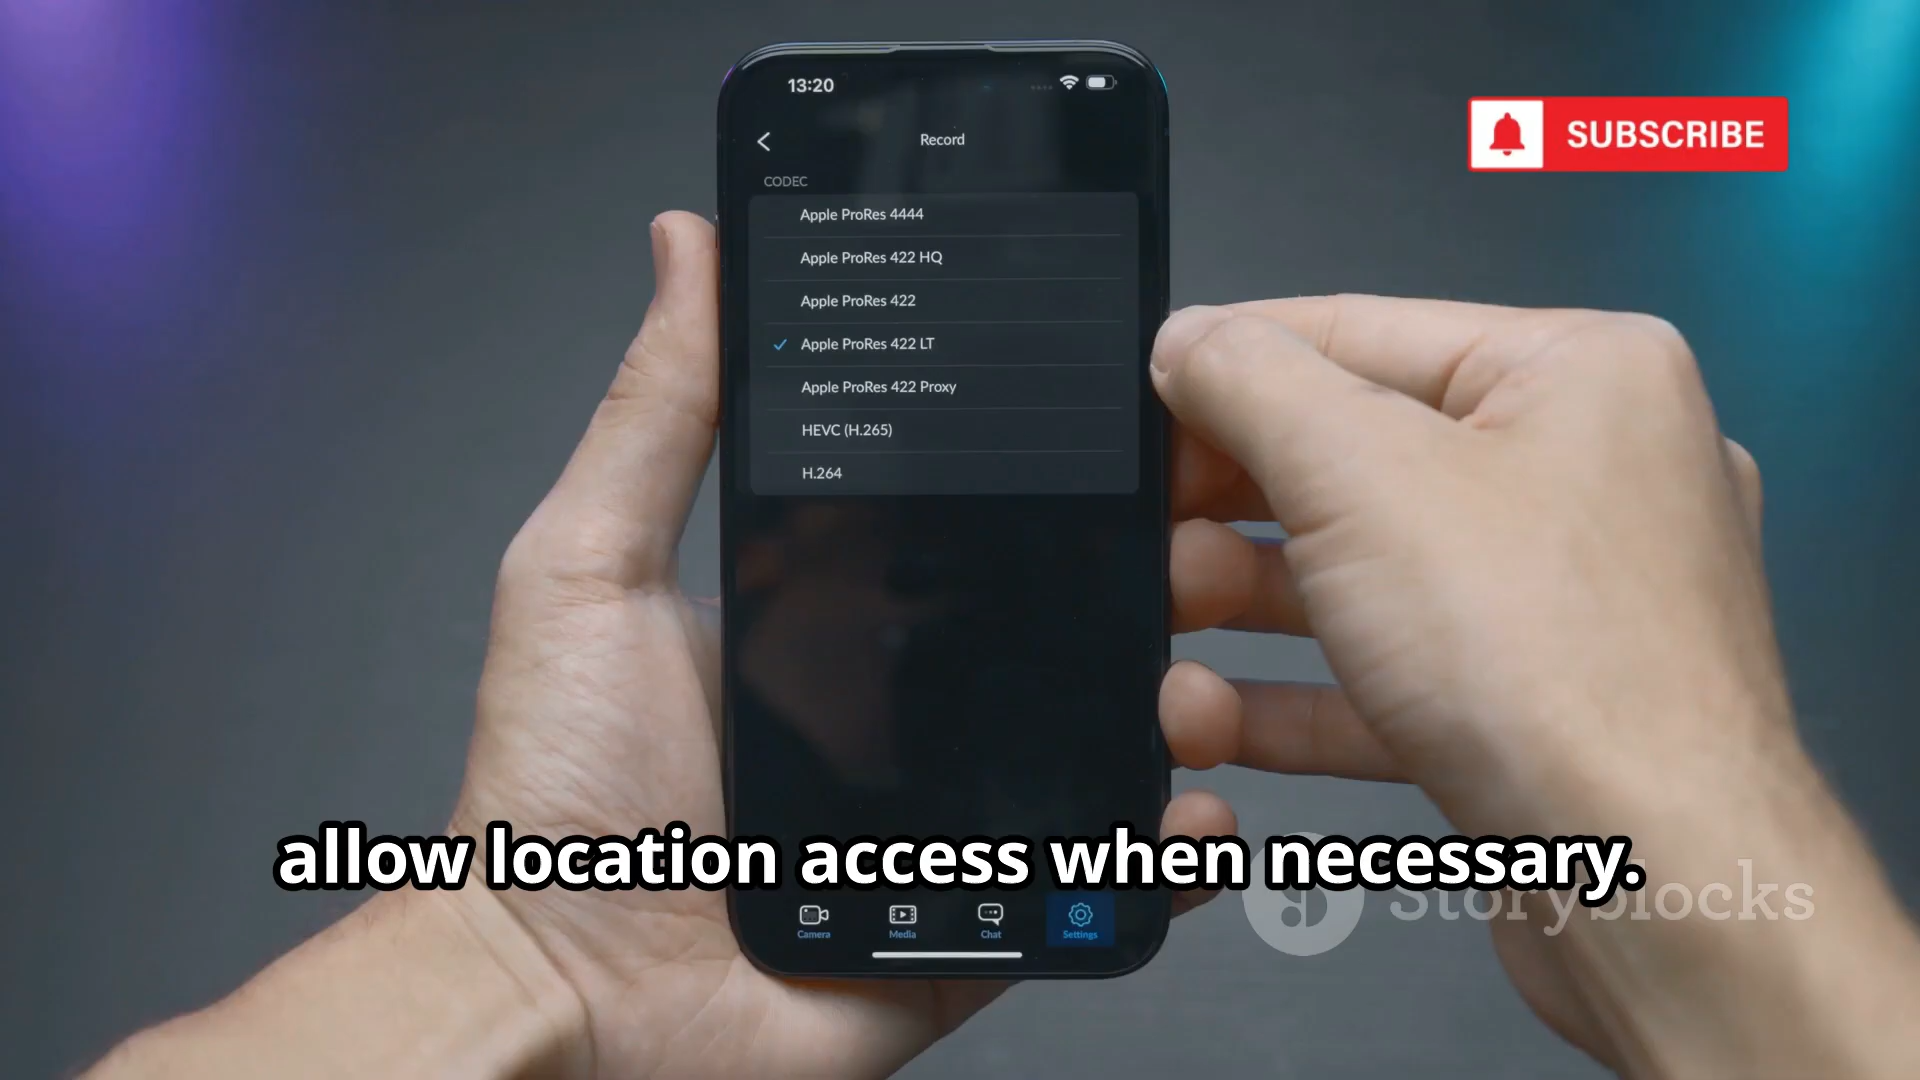 13:20
Record
SUBSCRIBE
CODEC
Apple ProRes 4444
Apple ProRes 422 HQ
Apple ProRes 422
Apple ProRes 422 LT
Apple ProRes 422 Proxy
HEVC (H.265)
H.264
allow location access when necessary.
Storyblocks
Camera
Media
Chat
Settings